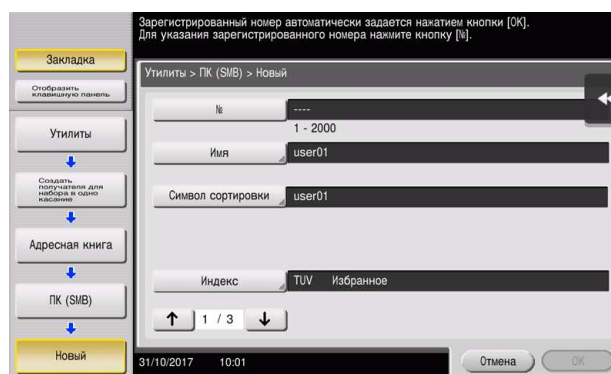 Зарегистрированный номер автоматически задается нажатием кнопки [OK].
Для указания зарегистрированного номера нажмите кнопку [№].
Закладка
Отобразить
клавишную панель
Утилиты
Создать
получателя для
набора в одно
касание
Адресная книга
ПК (SMB)
Новый
Утилиты > ПК (SMB) > Новый
№ ----
1 - 2000
Имя user01
Символ сортировки user01
Индекс TUV Избранное
↑ 1 / 3 ↓
31/10/2017 10:01 Отмена OK